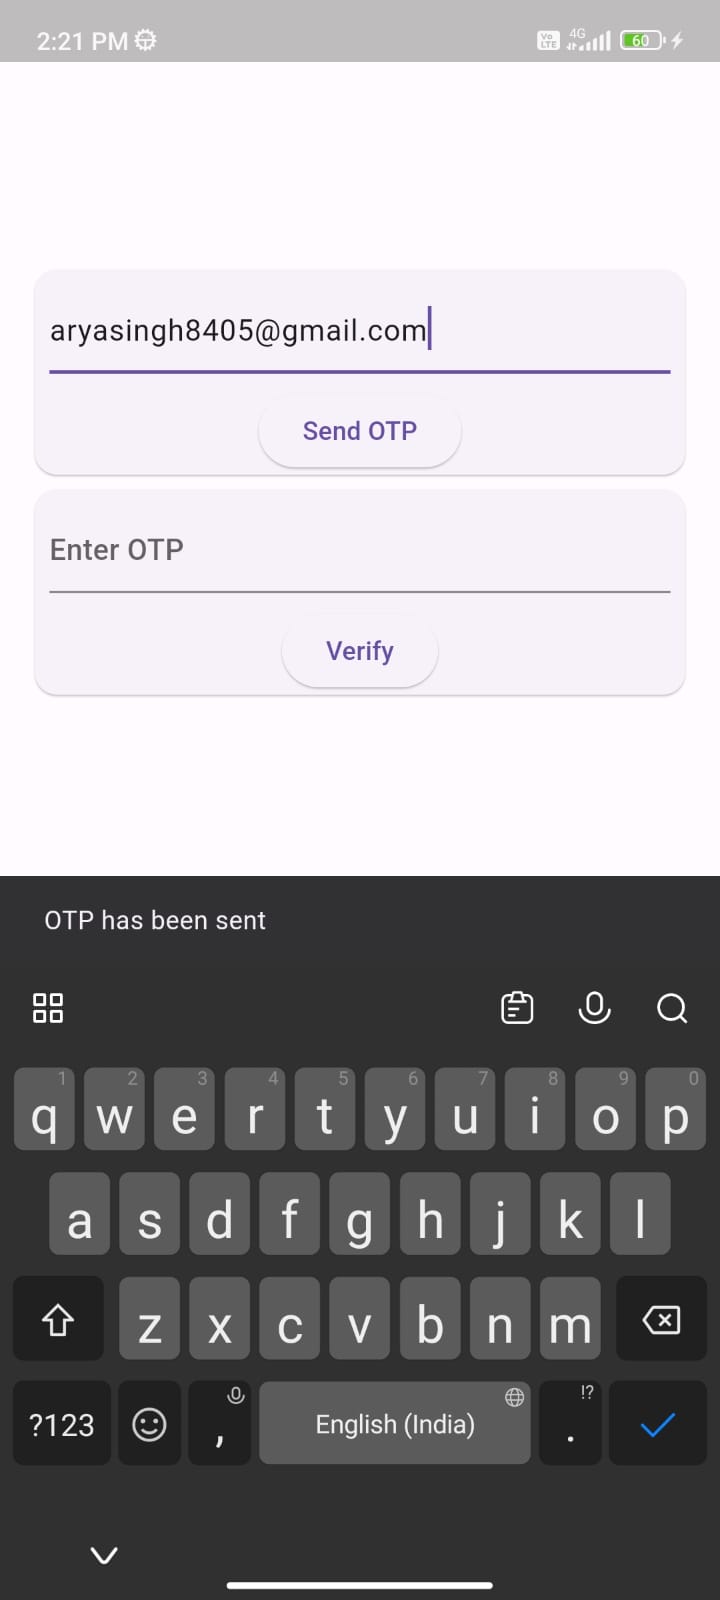 2:21 PM
Vo LTE 4G 60
aryasingh8405@gmail.com
Send OTP
Enter OTP
Verify
OTP has been sent
1 2 3 4 5 6 7 8 9 0
q w e r t y u i o p
a s d f g h j k l
z x c v b n m
!?
?123 , English (India) .